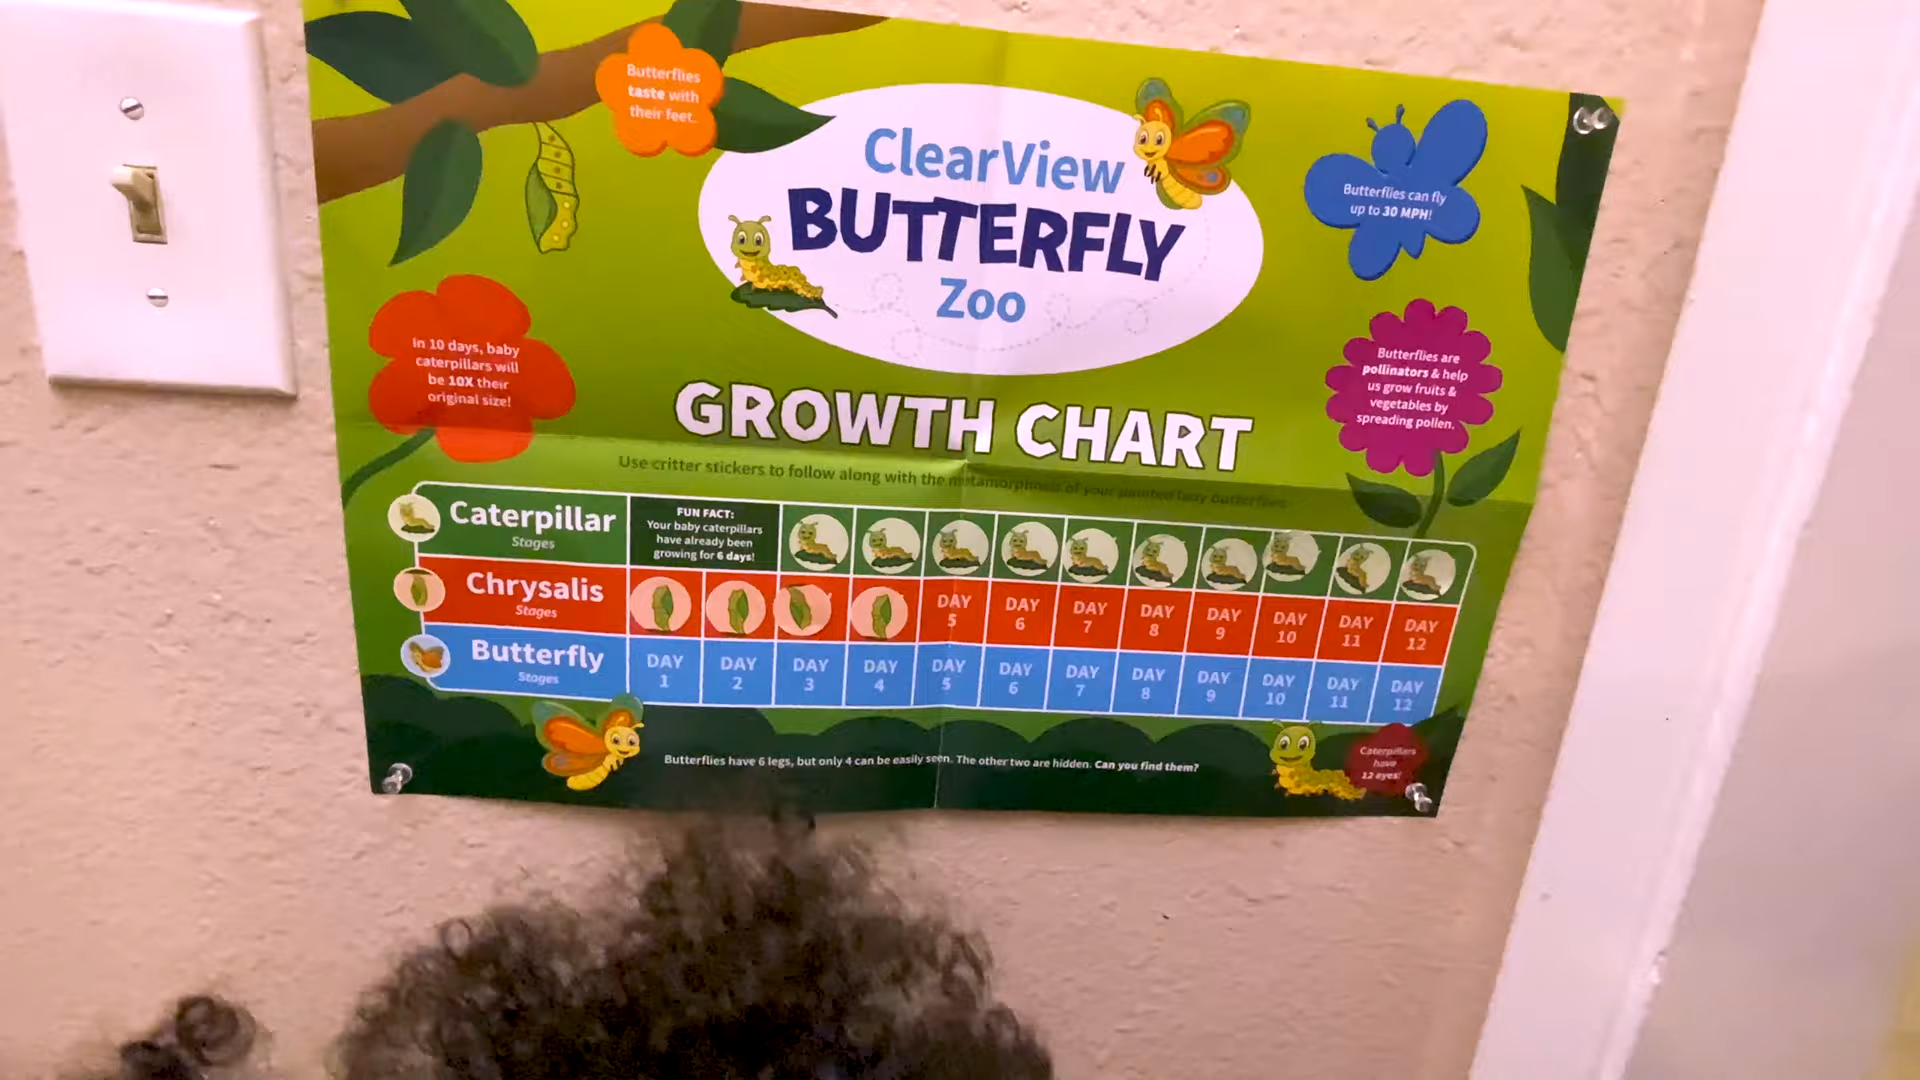 Butterflies
taste with
their feet.
ClearView
BUTTERFLY
Zoo
Butterflies can fly
up to 30 MPH!
In 10 days, baby
caterpillars will
be 10X their
original size!
Butterflies are
pollinators & help
us grow fruits &
vegetables by
spreading pollen.
GROWTH CHART
Use critter stickers to follow along with the metamorphosis of your painted lady butterflies
Caterpillar
Stages
FUN FACT:
Your baby caterpillars
have already been
growing for 6 days!
Chrysalis
Stages
DAY 5 DAY 6 DAY 7 DAY 8 DAY 9 DAY 10 DAY 11 DAY 12
Butterfly
Stages
DAY 1 DAY 2 DAY 3 DAY 4 DAY 5 DAY 6 DAY 7 DAY 8 DAY 9 DAY 10 DAY 11 DAY 12
Butterflies have 6 legs, but only 4 can be easily seen. The other two are hidden. Can you find them?
Caterpillars
have
12 eyes!